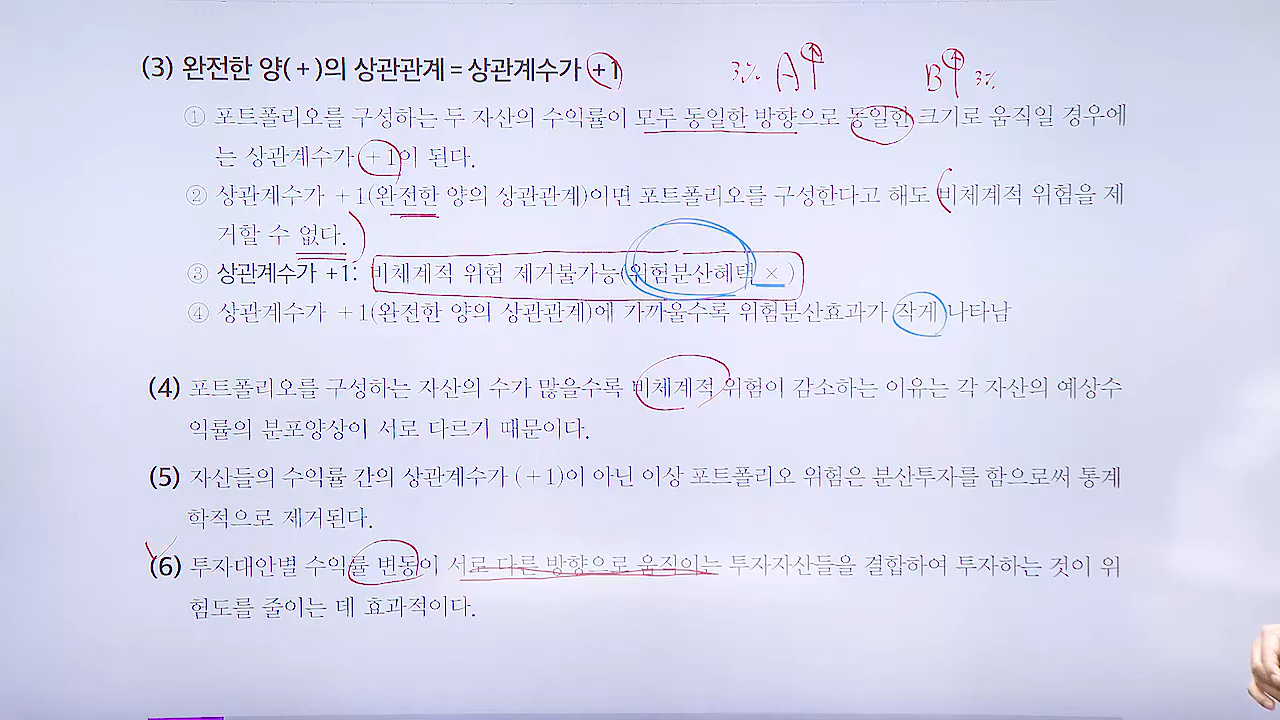 (3) 완전한 양(+)의 상관관계=상관계수가 +1 3% A↑ B↑ 3%
① 포트폴리오를 구성하는 두 자산의 수익률이 모두 동일한 방향으로 동일한 크기로 움직일 경우에
는 상관계수가 +1이 된다.
② 상관계수가 +1(완전한 양의 상관관계)이면 포트폴리오를 구성한다고 해도 비체계적 위험을 제
거할 수 없다.
③ 상관계수가 +1: 비체계적 위험 제거불가능(위험분산혜택 ×)
④ 상관계수가 +1(완전한 양의 상관관계)에 가까울수록 위험분산효과가 작게 나타남
(4) 포트폴리오를 구성하는 자산의 수가 많을수록 비체계적 위험이 감소하는 이유는 각 자산의 예상수
익률의 분포양상이 서로 다르기 때문이다.
(5) 자산들의 수익률 간의 상관계수가 (+1)이 아닌 이상 포트폴리오 위험은 분산투자를 함으로써 통계
학적으로 제거된다.
(6) 투자대안별 수익률 변동이 서로 다른 방향으로 움직이는 투자자산들을 결합하여 투자하는 것이 위
험도를 줄이는 데 효과적이다.